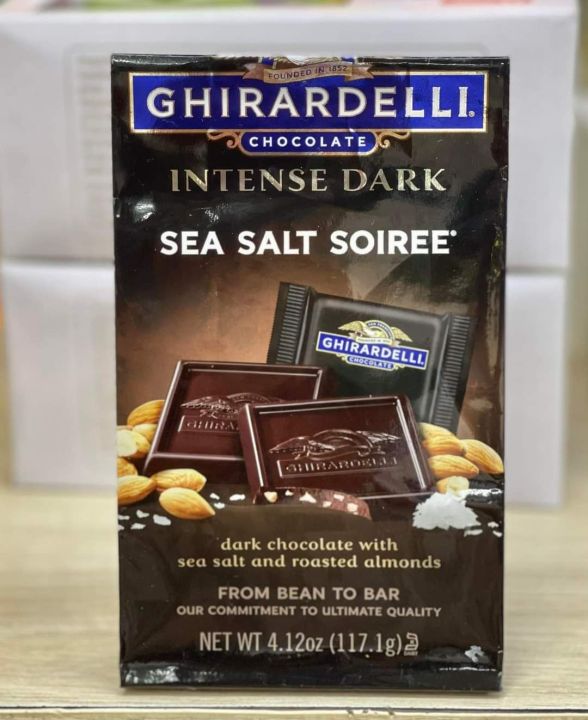 FOUNDED IN 1852
GHIRARDELLI®
CHOCOLATE
INTENSE DARK
SEA SALT SOIREE®
GHIRARDELLI
CHOCOLATE
GHIRARDELLI
dark chocolate with
sea salt and roasted almonds
FROM BEAN TO BAR
OUR COMMITMENT TO ULTIMATE QUALITY
NET WT 4.12oz (117.1g)